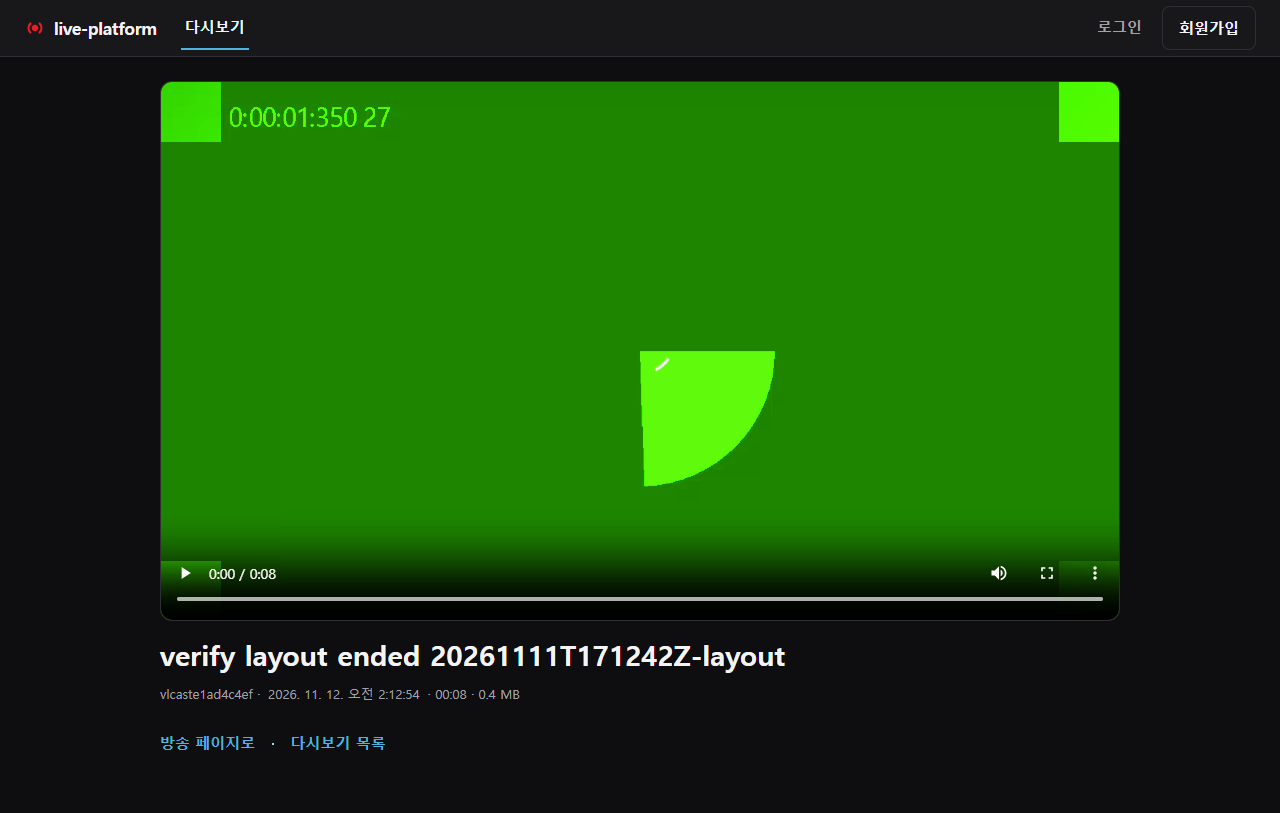 live-platform 다시보기 로그인 회원가입
0:00:01:350 27
0:00 / 0:08
verify layout ended 20261111T171242Z-layout
vlcaste1ad4c4ef · 2026. 11. 12. 오전 2:12:54 · 00:08 · 0.4 MB
방송 페이지로 · 다시보기 목록